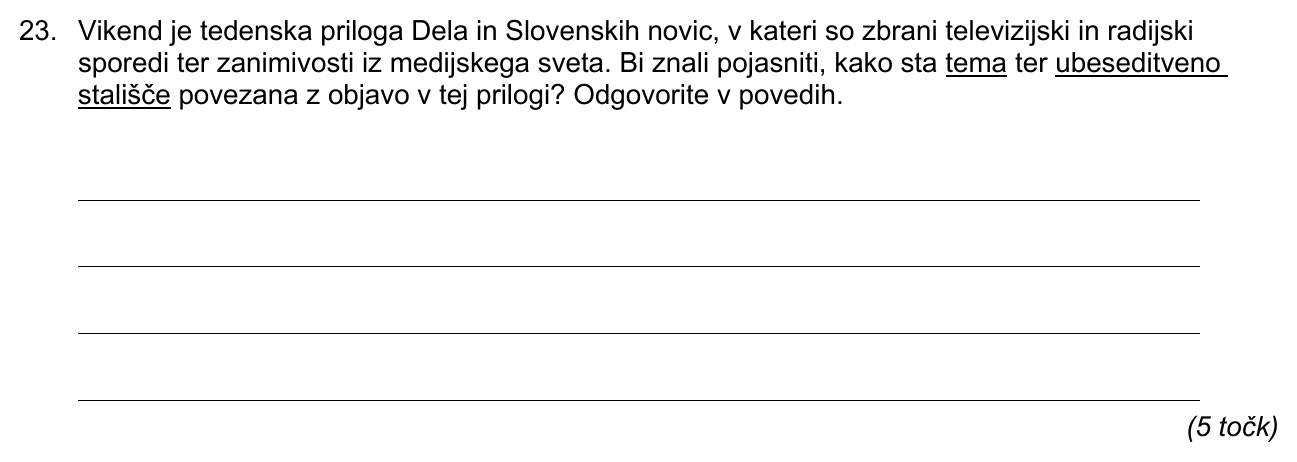 23. Vikend je tedenska priloga Dela in Slovenskih novic, v kateri so zbrani televizijski in radijski
sporedi ter zanimivosti iz medijskega sveta. Bi znali pojasniti, kako sta tema ter ubeseditveno
stališče povezana z objavo v tej prilogi? Odgovorite v povedih.
(5 točk)